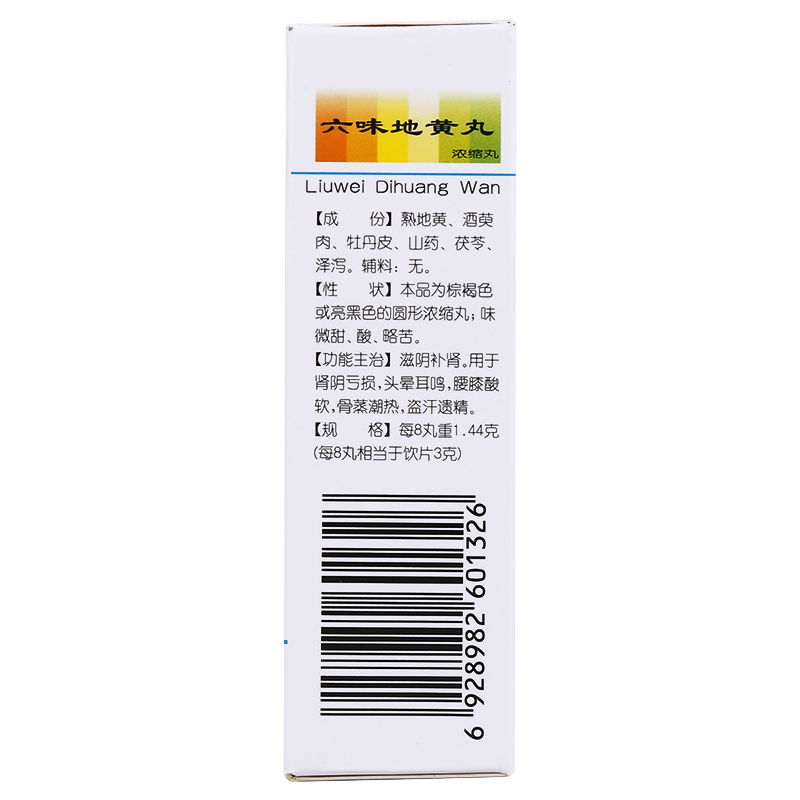 六味地黄丸
浓缩丸
Liuwei Dihuang Wan
【成　　份】熟地黄、酒萸
肉、牡丹皮、山药、茯苓、
泽泻。辅料：无。
【性　　状】本品为棕褐色
或亮黑色的圆形浓缩丸；味
微甜、酸、略苦。
【功能主治】滋阴补肾。用于
肾阴亏损，头晕耳鸣，腰膝酸
软，骨蒸潮热，盗汗遗精。
【规　　格】每8丸重1.44克
(每8丸相当于饮片3克)
6 928982 601326